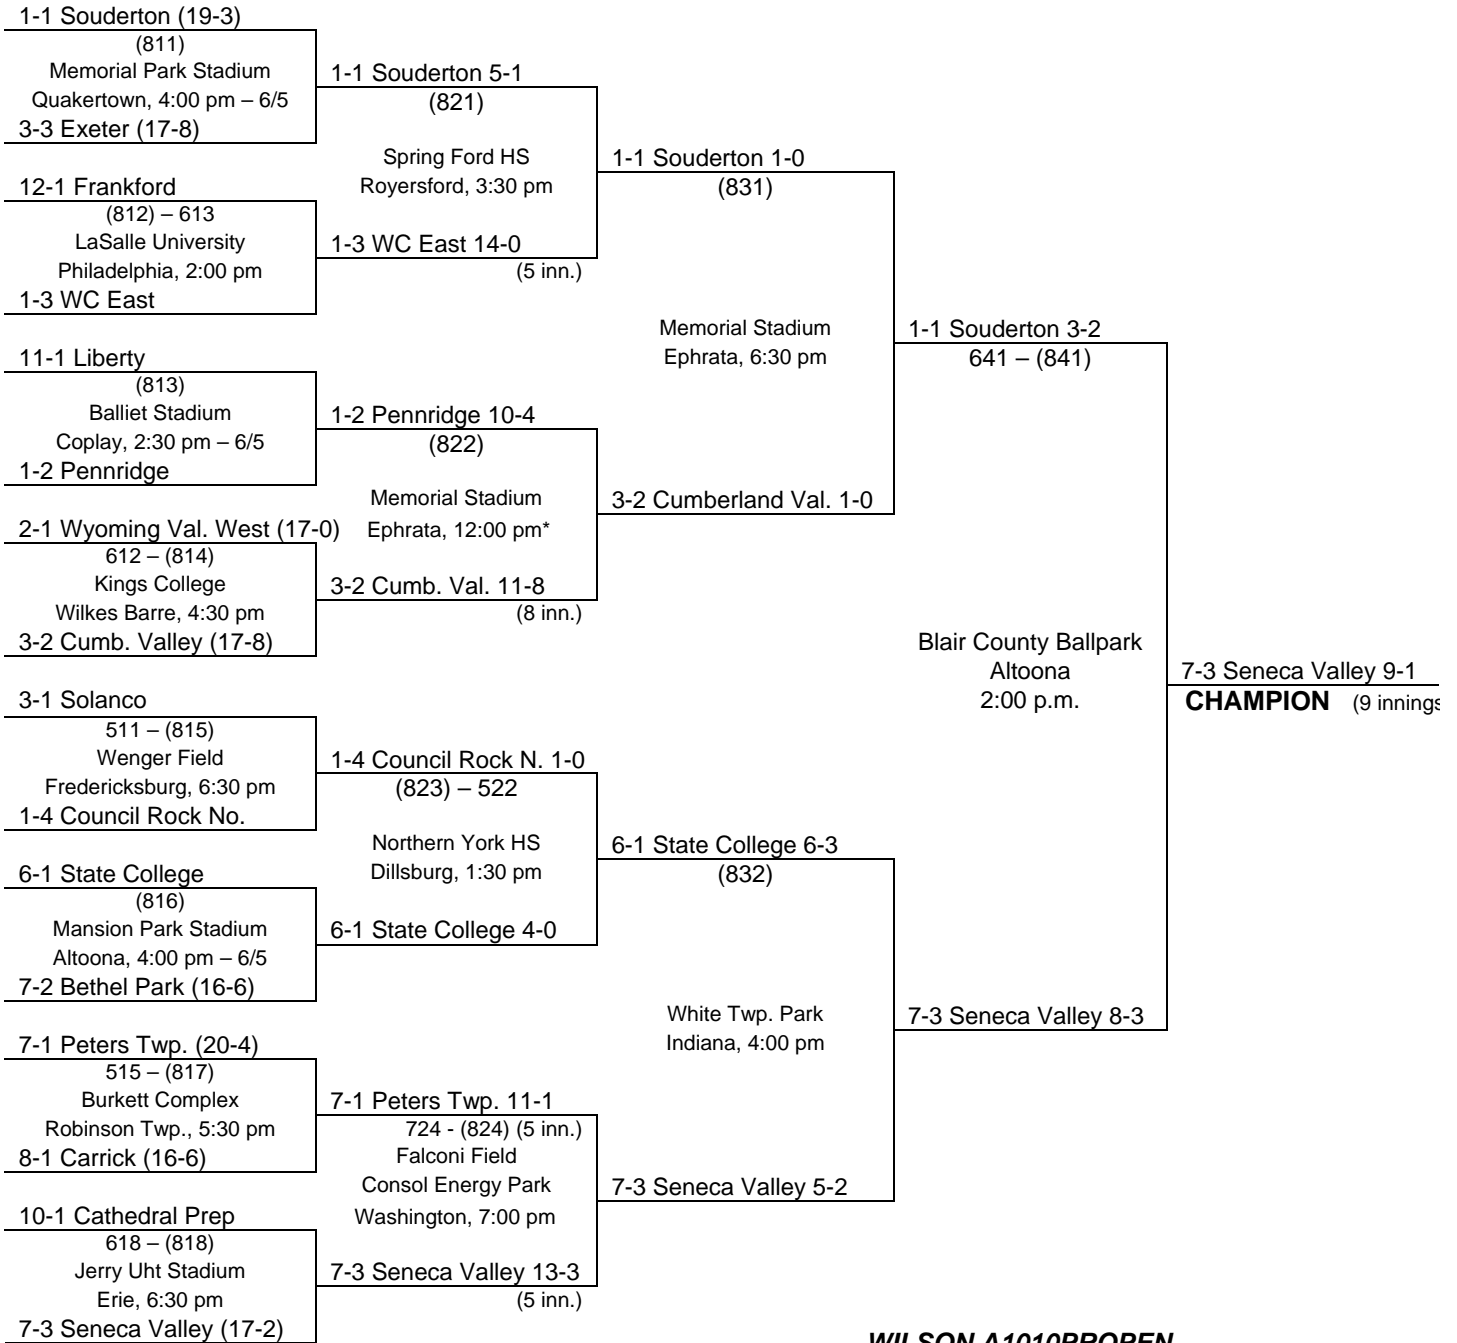 1-1 Souderton (19-3)
(811)
Memorial Park Stadium
Quakertown, 4:00 pm – 6/5
3-3 Exeter (17-8)
12-1 Frankford
(812) – 613
LaSalle University
Philadelphia, 2:00 pm
1-3 WC East
11-1 Liberty
(813)
Balliet Stadium
Coplay, 2:30 pm – 6/5
1-2 Pennridge
2-1 Wyoming Val. West (17-0)
612 – (814)
Kings College
Wilkes Barre, 4:30 pm
3-2 Cumb. Valley (17-8)
3-1 Solanco
511 – (815)
Wenger Field
Fredericksburg, 6:30 pm
1-4 Council Rock No.
6-1 State College
(816)
Mansion Park Stadium
Altoona, 4:00 pm – 6/5
7-2 Bethel Park (16-6)
7-1 Peters Twp. (20-4)
515 – (817)
Burkett Complex
Robinson Twp., 5:30 pm
8-1 Carrick (16-6)
10-1 Cathedral Prep
618 – (818)
Jerry Uht Stadium
Erie, 6:30 pm
7-3 Seneca Valley (17-2)
1-1 Souderton 5-1
(821)
Spring Ford HS
Royersford, 3:30 pm
1-3 WC East 14-0
(5 inn.)
1-2 Pennridge 10-4
(822)
Memorial Stadium
Ephrata, 12:00 pm*
3-2 Cumb. Val. 11-8
(8 inn.)
1-4 Council Rock N. 1-0
(823) – 522
Northern York HS
Dillsburg, 1:30 pm
6-1 State College 4-0
7-1 Peters Twp. 11-1
724 - (824) (5 inn.)
Falconi Field
Consol Energy Park
Washington, 7:00 pm
7-3 Seneca Valley 13-3
(5 inn.)
1-1 Souderton 1-0
(831)
Memorial Stadium
Ephrata, 6:30 pm
3-2 Cumberland Val. 1-0
6-1 State College 6-3
(832)
White Twp. Park
Indiana, 4:00 pm
7-3 Seneca Valley 5-2
1-1 Souderton 3-2
641 – (841)
Blair County Ballpark
Altoona
2:00 p.m.
7-3 Seneca Valley 8-3
7-3 Seneca Valley 9-1
CHAMPION (9 innings
WILSON A1010PROPEN